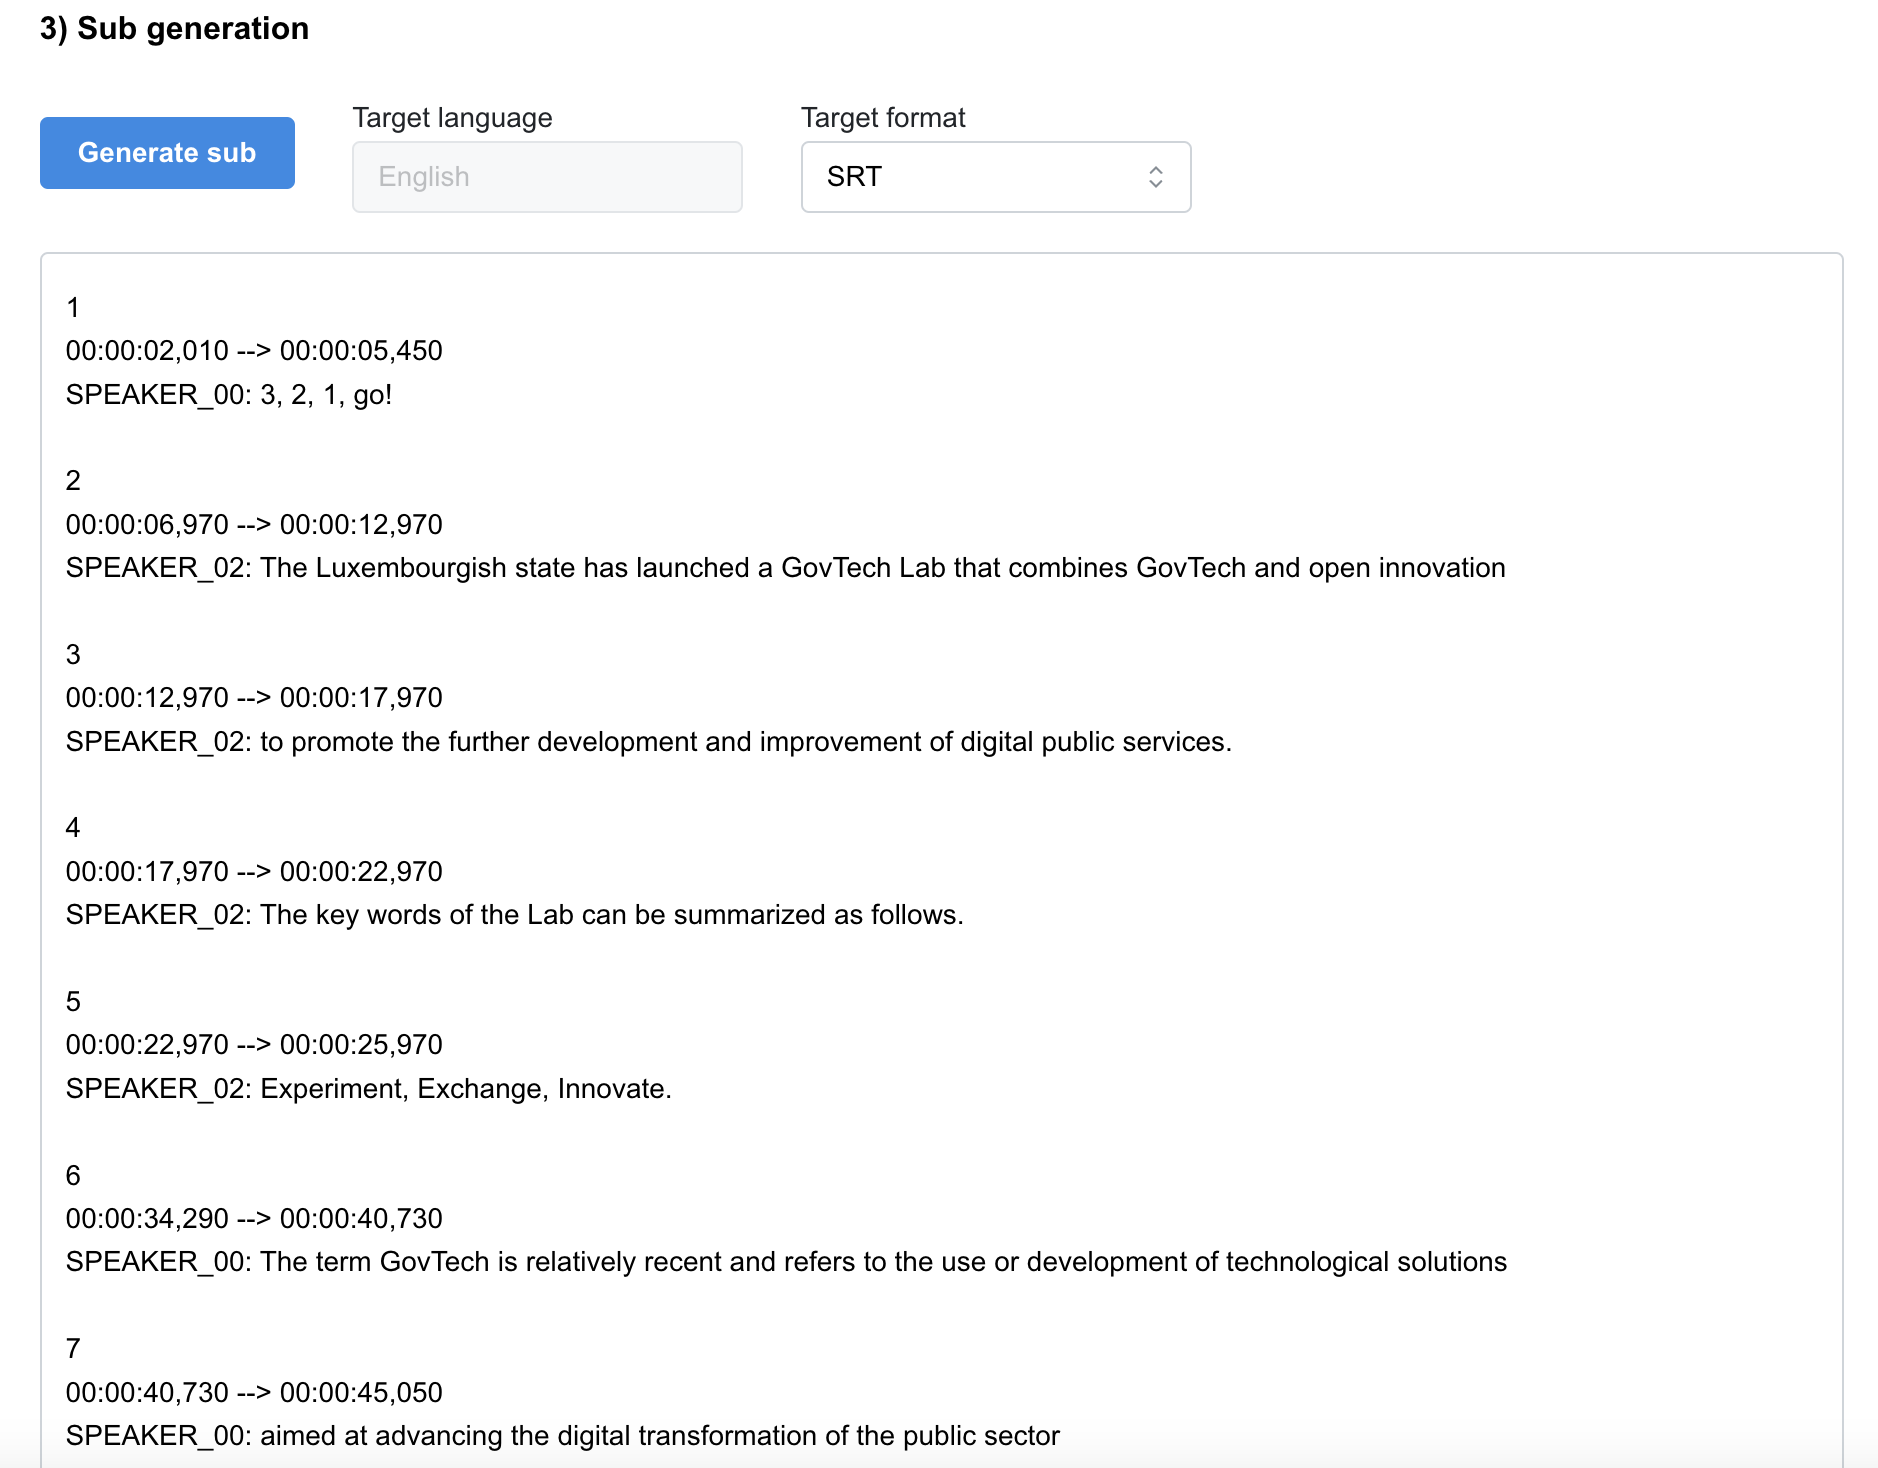 3) Sub generation
Generate sub
Target language
English
Target format
SRT
1
00:00:02,010 --> 00:00:05,450
SPEAKER_00: 3, 2, 1, go!
2
00:00:06,970 --> 00:00:12,970
SPEAKER_02: The Luxembourgish state has launched a GovTech Lab that combines GovTech and open innovation
3
00:00:12,970 --> 00:00:17,970
SPEAKER_02: to promote the further development and improvement of digital public services.
4
00:00:17,970 --> 00:00:22,970
SPEAKER_02: The key words of the Lab can be summarized as follows.
5
00:00:22,970 --> 00:00:25,970
SPEAKER_02: Experiment, Exchange, Innovate.
6
00:00:34,290 --> 00:00:40,730
SPEAKER_00: The term GovTech is relatively recent and refers to the use or development of technological solutions
7
00:00:40,730 --> 00:00:45,050
SPEAKER_00: aimed at advancing the digital transformation of the public sector